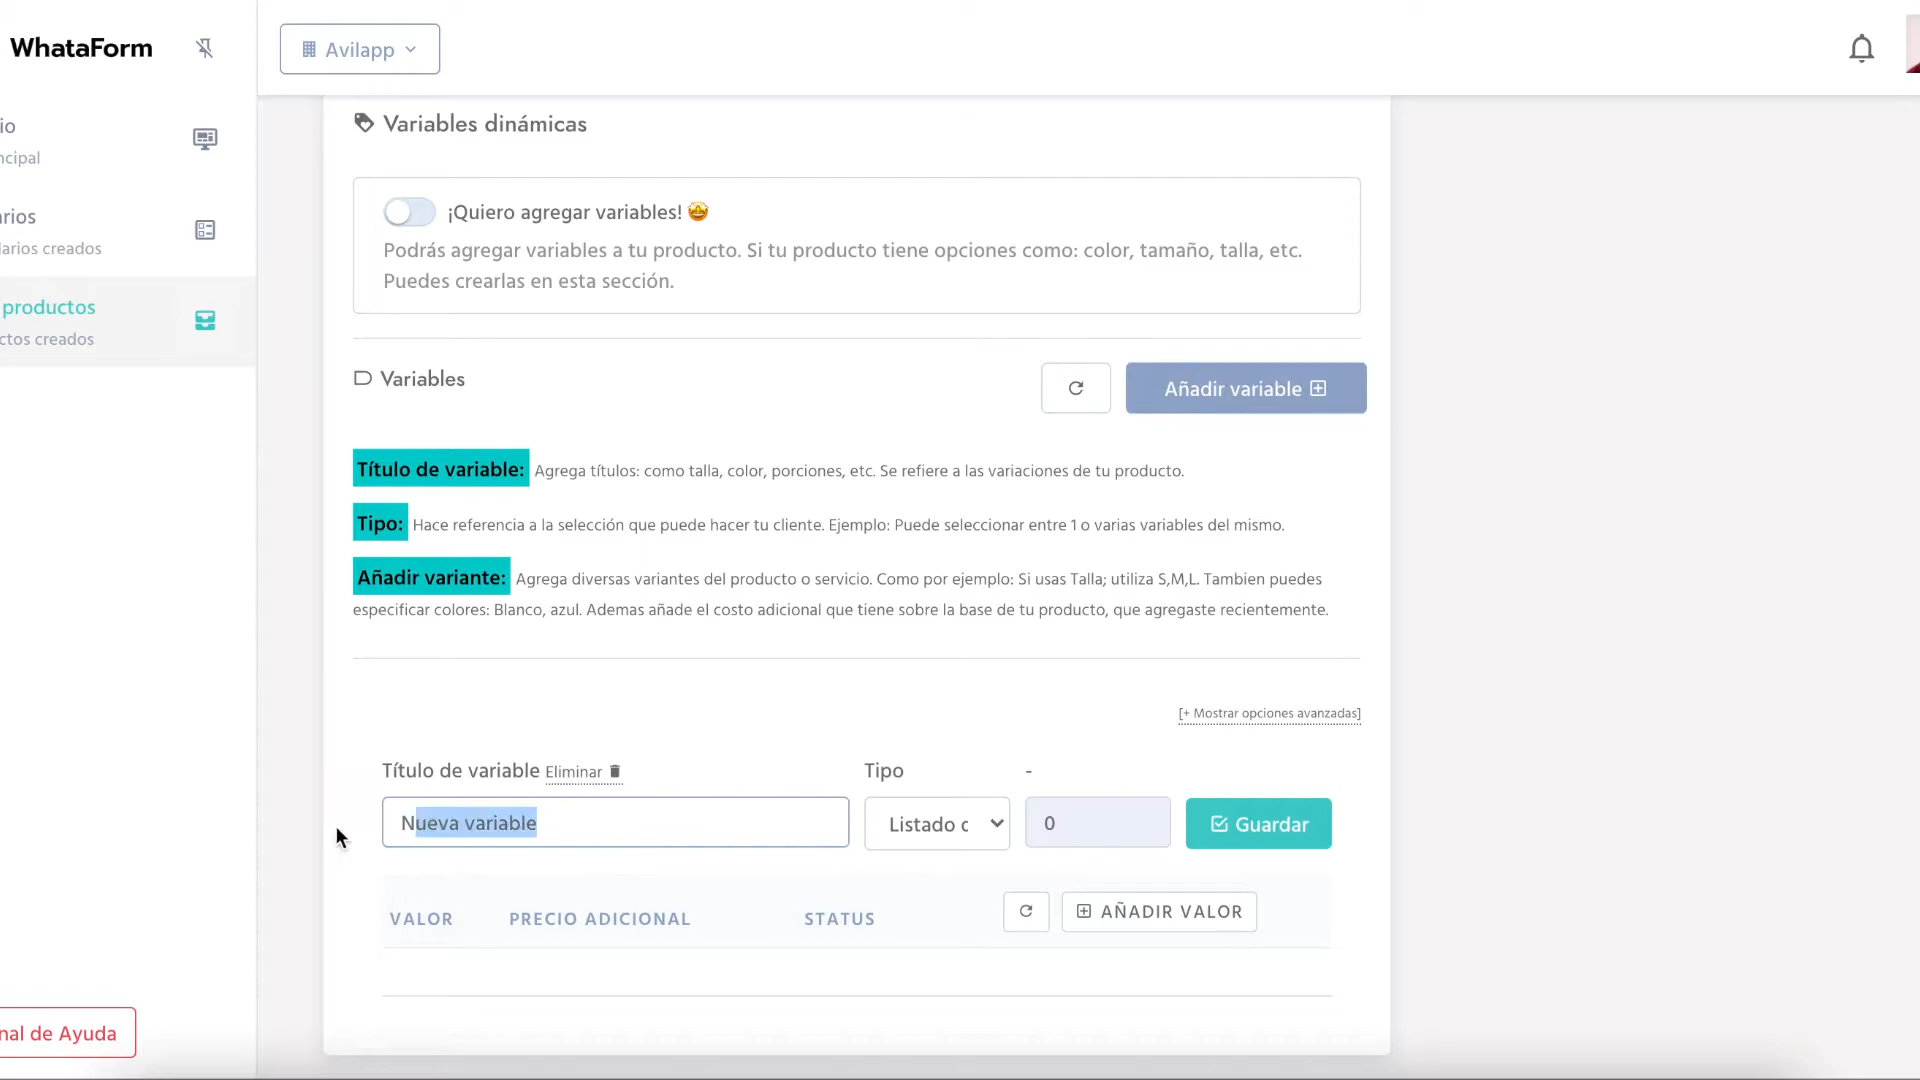 WhataForm
Avilapp
io
ncipal
arios
larios creados
productos
ctos creados
nal de Ayuda
Variables dinámicas
¡Quiero agregar variables! 🤩
Podrás agregar variables a tu producto. Si tu producto tiene opciones como: color, tamaño, talla, etc.
Puedes crearlas en esta sección.
Variables
Añadir variable
Título de variable: Agrega títulos: como talla, color, porciones, etc. Se refiere a las variaciones de tu producto.
Tipo: Hace referencia a la selección que puede hacer tu cliente. Ejemplo: Puede seleccionar entre 1 o varias variables del mismo.
Añadir variante: Agrega diversas variantes del producto o servicio. Como por ejemplo: Si usas Talla; utiliza S,M,L. Tambien puedes
especificar colores: Blanco, azul. Ademas añade el costo adicional que tiene sobre la base de tu producto, que agregaste recientemente.
[+ Mostrar opciones avanzadas]
Título de variable Eliminar Tipo -
Nueva variable Listado c 0 Guardar
VALOR PRECIO ADICIONAL STATUS AÑADIR VALOR